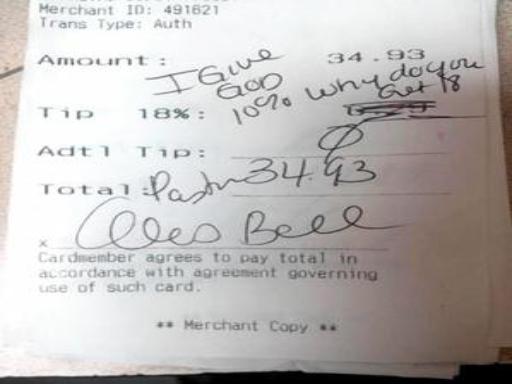 Merchant ID: 491621
Trans Type: Auth
Amount: 34.93
I Give
God
10% Why do you
Get 18
Tip 18%:
Adtl Tip: 0
Total: Pastor 34.93
x Alois Bell
Cardmember agrees to pay total in
accordance with agreement governing
use of such card.
** Merchant Copy **